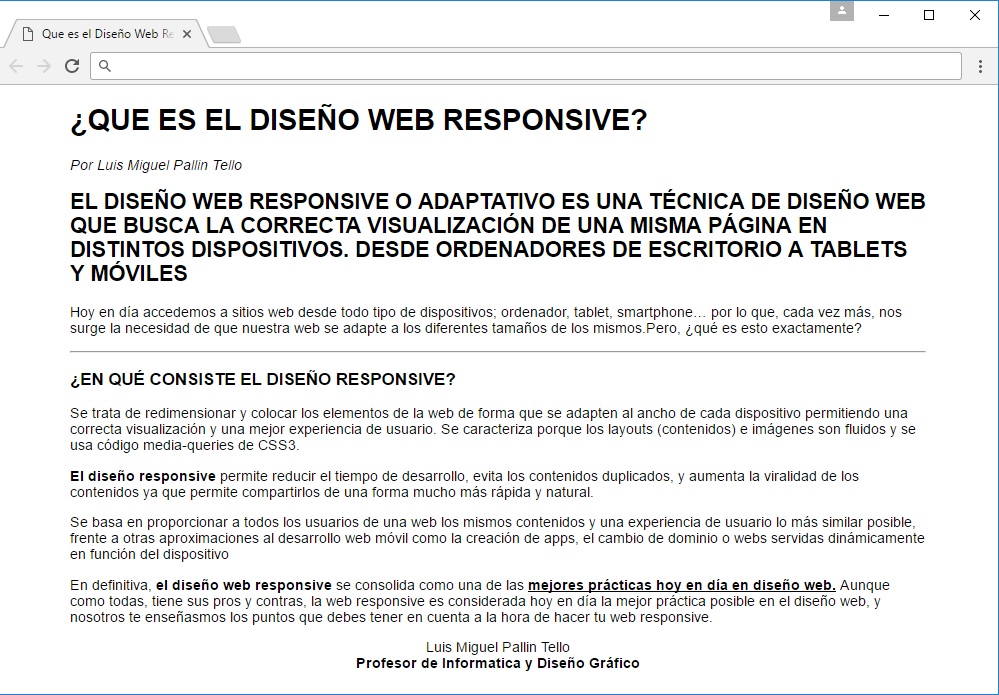 Que es el Diseño Web Re
¿QUE ES EL DISEÑO WEB RESPONSIVE?
Por Luis Miguel Pallin Tello
EL DISEÑO WEB RESPONSIVE O ADAPTATIVO ES UNA TÉCNICA DE DISEÑO WEB
QUE BUSCA LA CORRECTA VISUALIZACIÓN DE UNA MISMA PÁGINA EN
DISTINTOS DISPOSITIVOS. DESDE ORDENADORES DE ESCRITORIO A TABLETS
Y MÓVILES
Hoy en día accedemos a sitios web desde todo tipo de dispositivos; ordenador, tablet, smartphone… por lo que, cada vez más, nos
surge la necesidad de que nuestra web se adapte a los diferentes tamaños de los mismos.Pero, ¿qué es esto exactamente?
¿EN QUÉ CONSISTE EL DISEÑO RESPONSIVE?
Se trata de redimensionar y colocar los elementos de la web de forma que se adapten al ancho de cada dispositivo permitiendo una
correcta visualización y una mejor experiencia de usuario. Se caracteriza porque los layouts (contenidos) e imágenes son fluidos y se
usa código media-queries de CSS3.
El diseño responsive permite reducir el tiempo de desarrollo, evita los contenidos duplicados, y aumenta la viralidad de los
contenidos ya que permite compartirlos de una forma mucho más rápida y natural.
Se basa en proporcionar a todos los usuarios de una web los mismos contenidos y una experiencia de usuario lo más similar posible,
frente a otras aproximaciones al desarrollo web móvil como la creación de apps, el cambio de dominio o webs servidas dinámicamente
en función del dispositivo
En definitiva, el diseño web responsive se consolida como una de las mejores prácticas hoy en día en diseño web. Aunque
como todas, tiene sus pros y contras, la web responsive es considerada hoy en día la mejor práctica posible en el diseño web, y
nosotros te enseñasmos los puntos que debes tener en cuenta a la hora de hacer tu web responsive.
Luis Miguel Pallin Tello
Profesor de Informatica y Diseño Gráfico